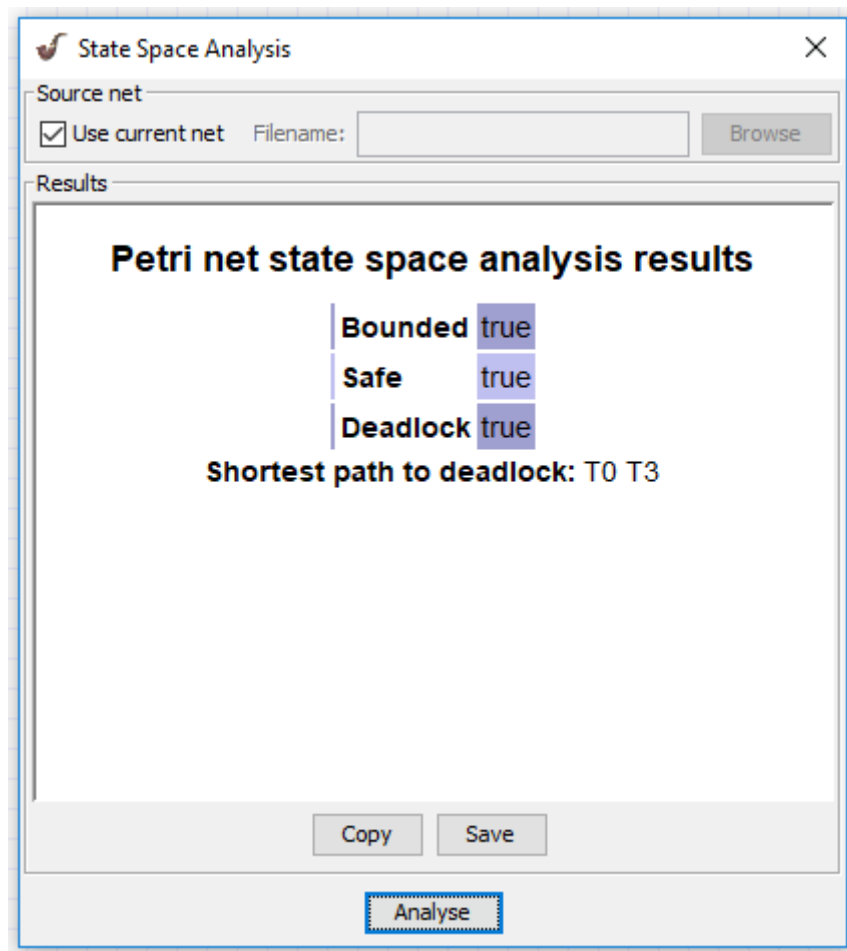 State Space Analysis
Source net
Use current net Filename: Browse
Results
Petri net state space analysis results
Bounded true
Safe true
Deadlock true
Shortest path to deadlock: T0 T3
Copy Save
Analyse